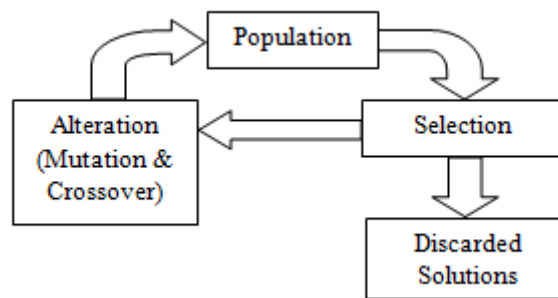 Population
Alteration
(Mutation &
Crossover)
Selection
Discarded
Solutions